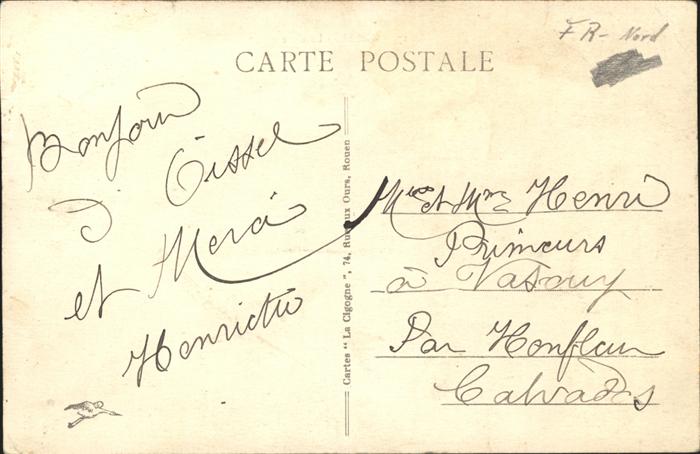 FR - Nord
CARTE POSTALE
Bonjour
d'Oissel
et Merci
Henriette
Cartes "La Cigogne", 74, Rue aux Ours, Rouen
Mr et Mme Henri
Primeurs
à Vasouy
Par Honfleur
Calvados